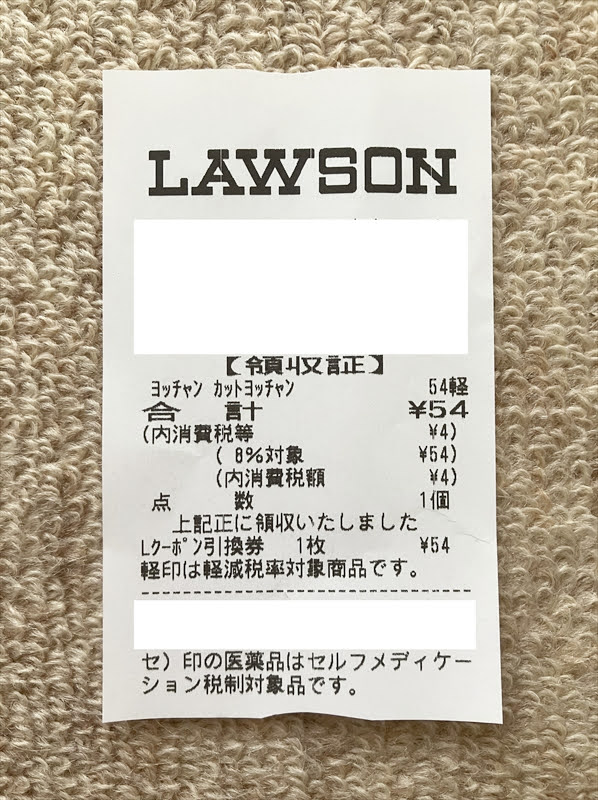 LAWSON
【領収証】
ﾖｯﾁｬﾝ ｶｯﾄﾖｯﾁｬﾝ 54軽
合 計 ¥54
(内消費税等 ¥4)
( 8%対象 ¥54)
(内消費税額 ¥4)
点 数 1個
上記正に領収いたしました
Lｸｰﾎﾟﾝ引換券 1枚 ¥54
軽印は軽減税率対象商品です。
セ）印の医薬品はセルフメディケー
ション税制対象品です。